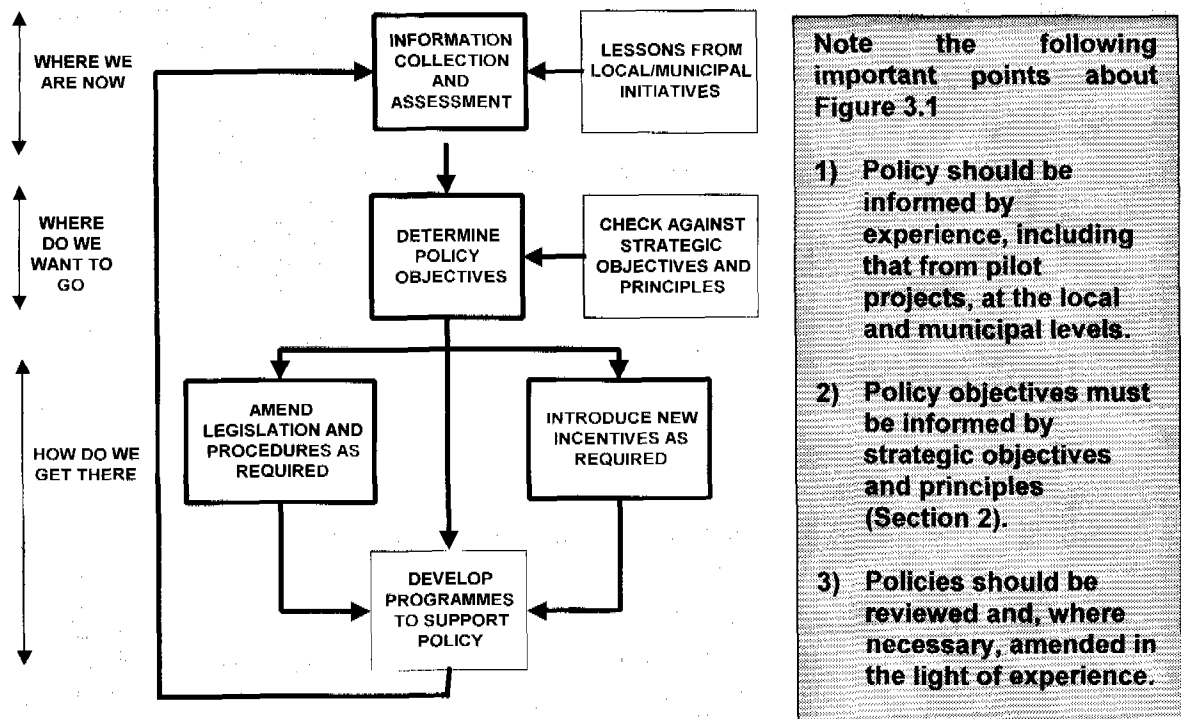 WHERE WE
ARE NOW
INFORMATION
COLLECTION
AND
ASSESSMENT
LESSONS FROM
LOCAL/MUNICIPAL
INITIATIVES
WHERE
DO WE
WANT TO
GO
DETERMINE
POLICY
OBJECTIVES
CHECK AGAINST
STRATEGIC
OBJECTIVES AND
PRINCIPLES
HOW DO WE
GET THERE
AMEND
LEGISLATION AND
PROCEDURES AS
REQUIRED
INTRODUCE NEW
INCENTIVES AS
REQUIRED
DEVELOP
PROGRAMMES
TO SUPPORT
POLICY
Note the following
important points about
Figure 3.1
1) Policy should be
informed by
experience, including
that from pilot
projects, at the local
and municipal levels.
2) Policy objectives must
be informed by
strategic objectives
and principles
(Section 2).
3) Policies should be
reviewed and, where
necessary, amended in
the light of experience.